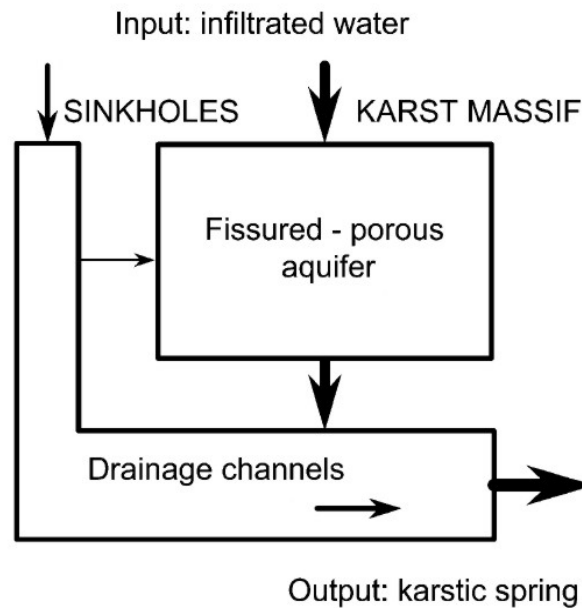 Input: infiltrated water
SINKHOLES
KARST MASSIF
Fissured - porous
aquifer
Drainage channels
Output: karstic spring